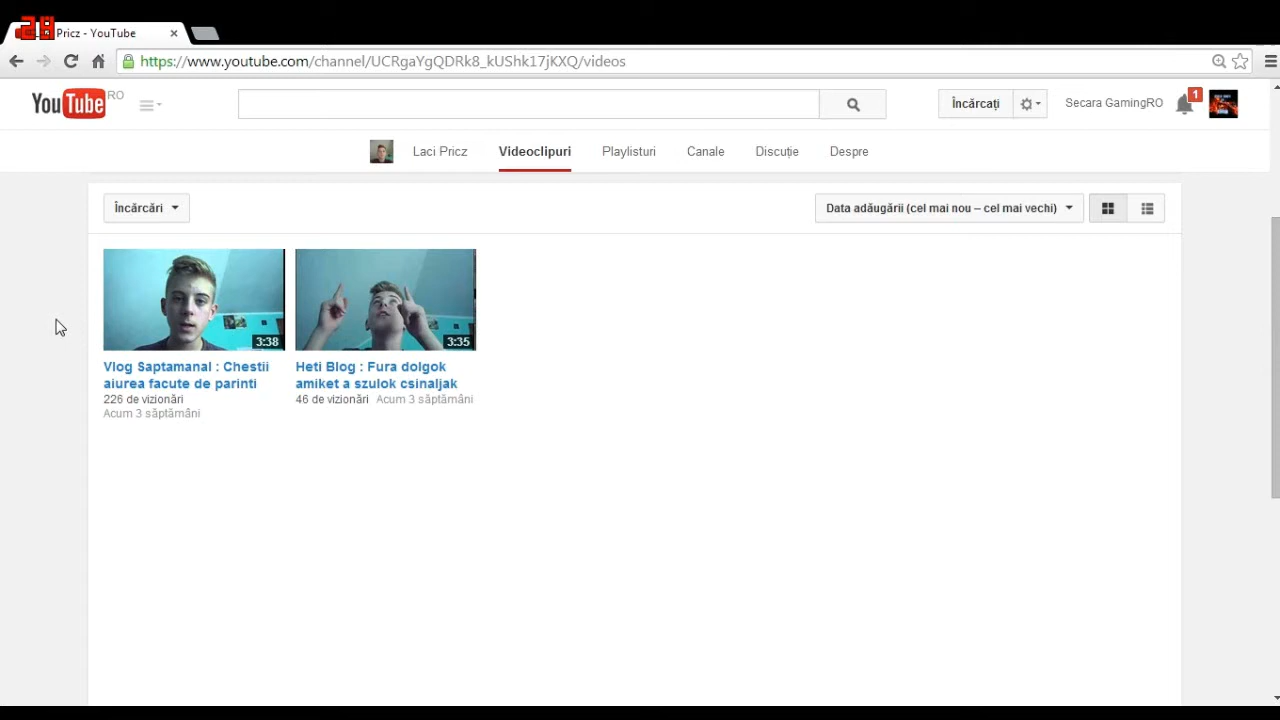 28
Pricz - YouTube
https://www.youtube.com/channel/UCRgaYgQDRk8_kUShk17jKXQ/videos
YouTube RO
Încărcați
Secara GamingRO
1
Laci Pricz
Videoclipuri
Playlisturi
Canale
Discuție
Despre
Încărcări
Data adăugării (cel mai nou – cel mai vechi)
3:38
3:35
Vlog Saptamanal : Chestii
aiurea facute de parinti
226 de vizionări
Acum 3 săptămâni
Heti Blog : Fura dolgok
amiket a szulok csinaljak
46 de vizionări Acum 3 săptămâni